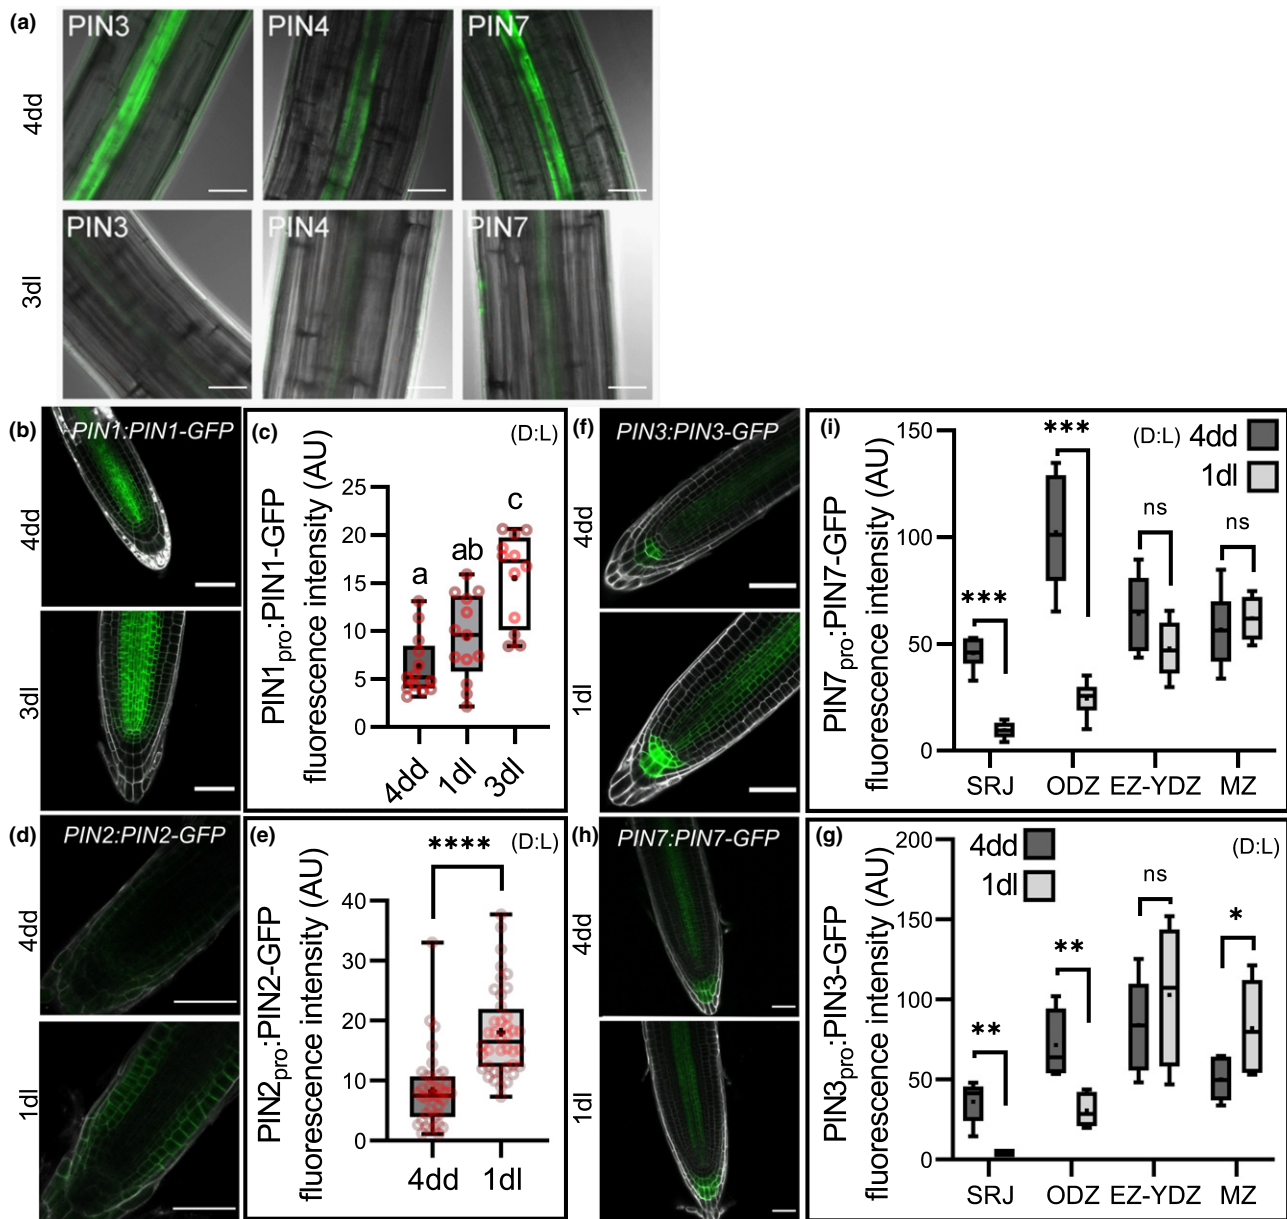 (a)
PIN3 PIN4 PIN7
4dd
PIN3 PIN4 PIN7
3dl
(b)
PIN1:PIN1-GFP
4dd
3dl
(c)
(D:L)
PIN1pro:PIN1-GFP
fluorescence intensity (AU)
25
20
15
10
5
0
a
ab
c
4dd 1dl 3dl
(d)
PIN2:PIN2-GFP
4dd
1dl
(e)
(D:L)
PIN2pro:PIN2-GFP
fluorescence intensity (AU)
40
30
20
10
0
****
4dd 1dl
(f)
PIN3:PIN3-GFP
4dd
1dl
(h)
PIN7:PIN7-GFP
4dd
1dl
(i)
(D:L)
4dd
1dl
PIN7pro:PIN7-GFP
fluorescence intensity (AU)
150
100
50
0
***
***
ns
ns
SRJ ODZ EZ-YDZ MZ
(g)
4dd
1dl
(D:L)
PIN3pro:PIN3-GFP
fluorescence intensity (AU)
200
150
100
50
0
**
**
ns
*
SRJ ODZ EZ-YDZ MZ